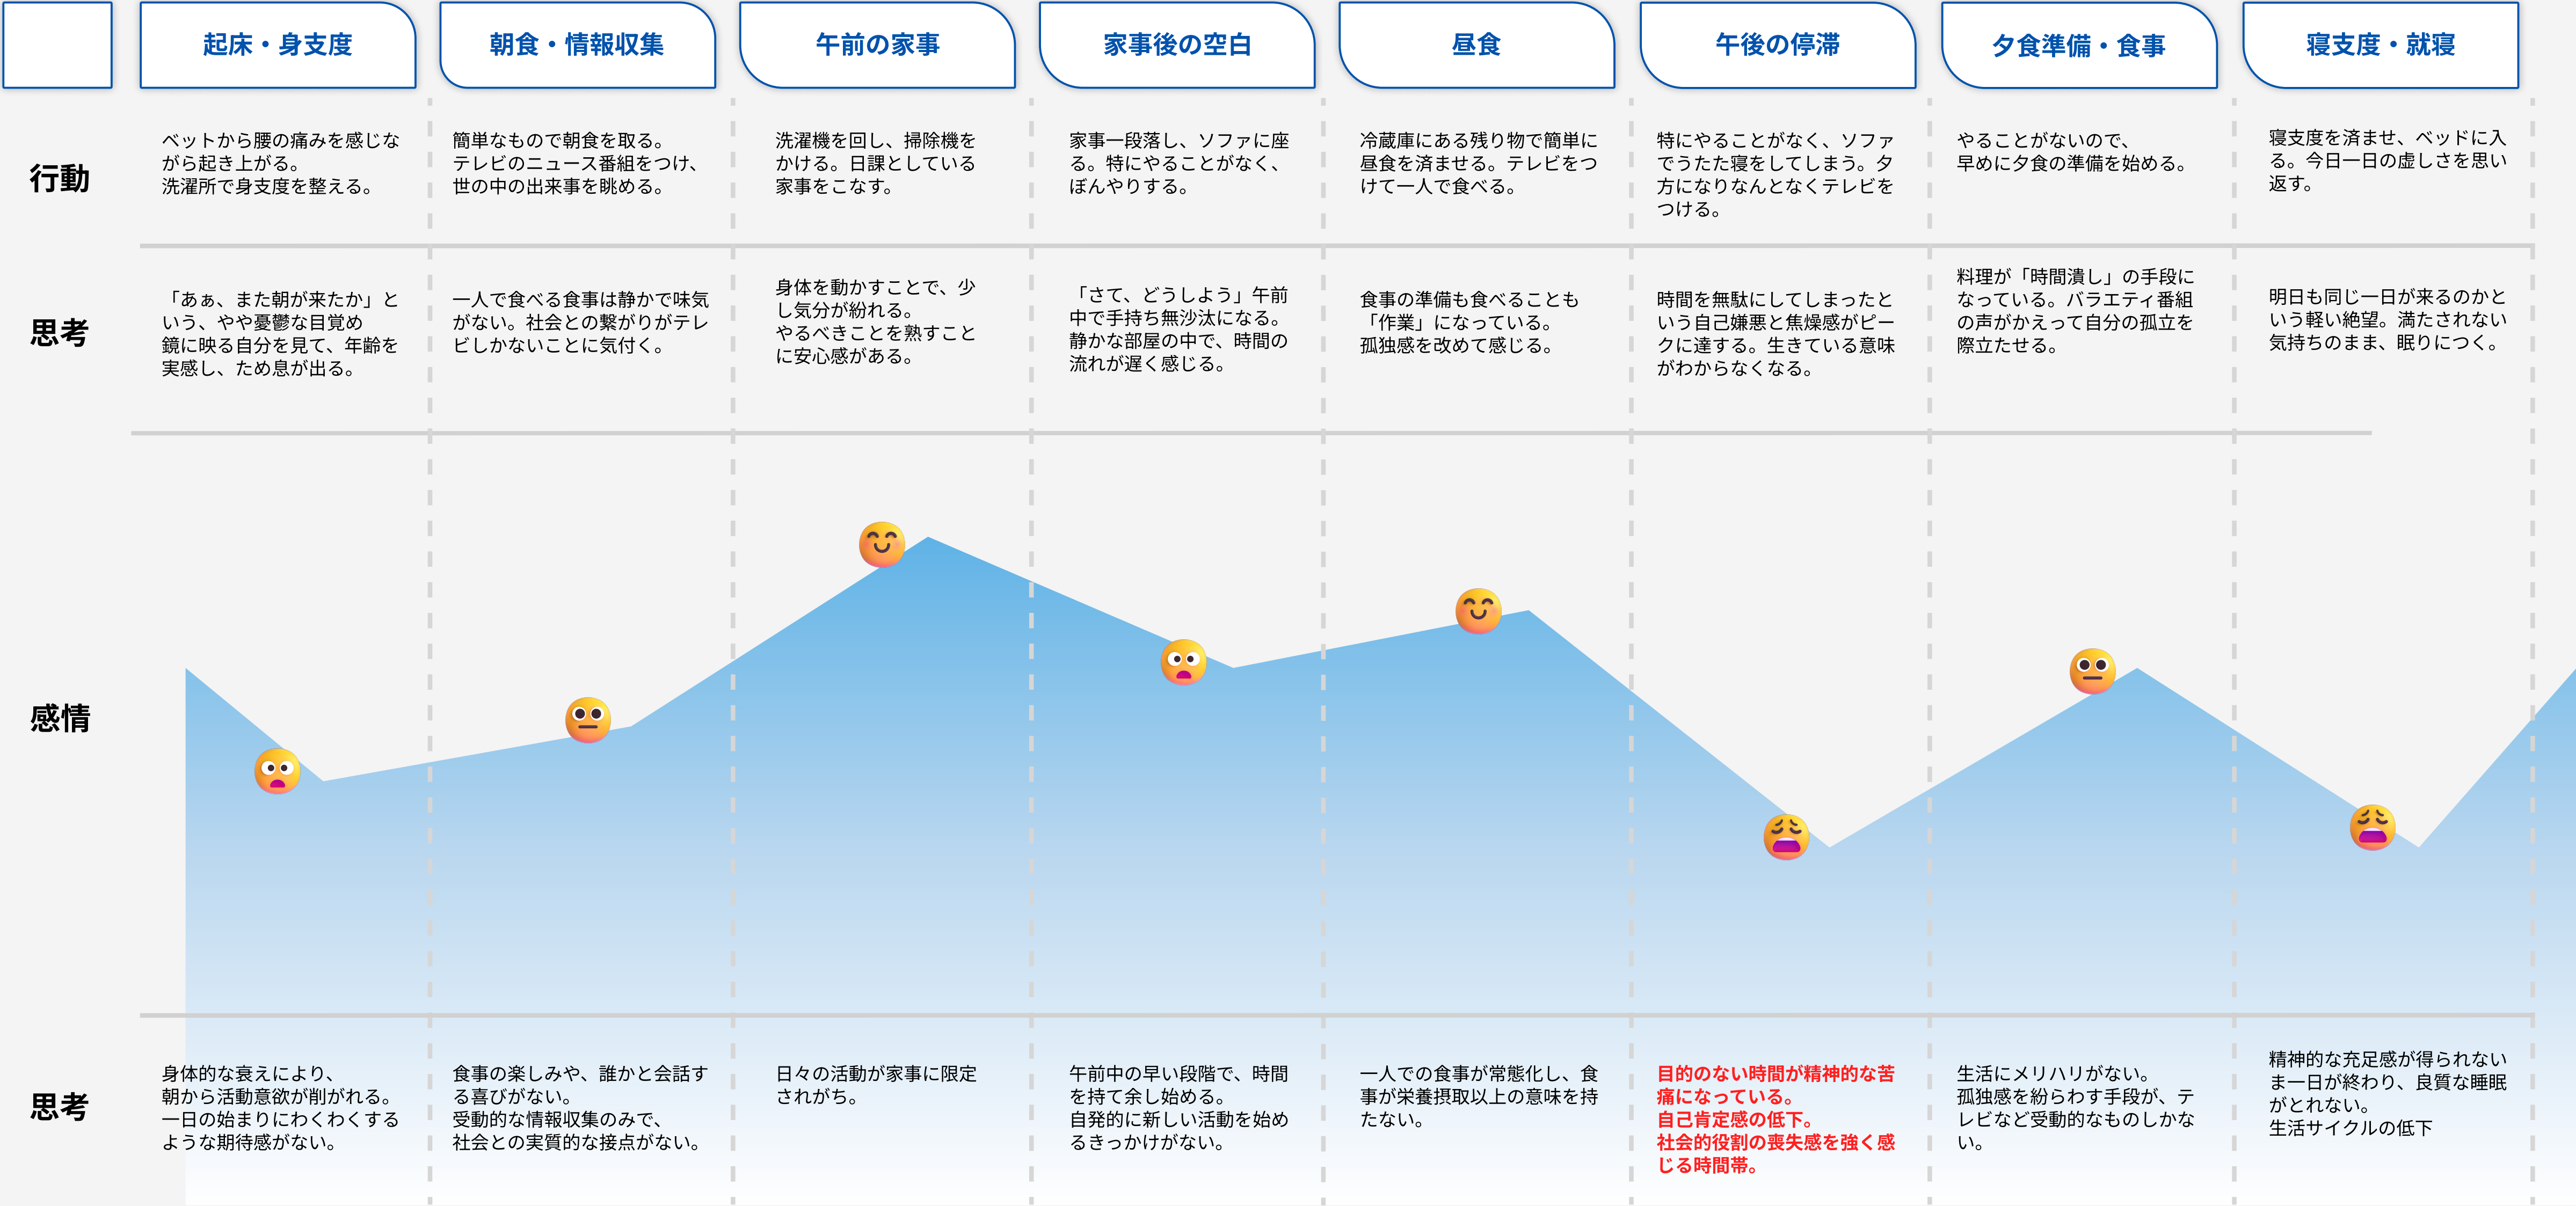 起床・身支度
朝食・情報収集
午前の家事
家事後の空白
昼食
午後の停滞
夕食準備・食事
寝支度・就寝
行動
ベットから腰の痛みを感じな
がら起き上がる。
洗濯所で身支度を整える。
簡単なもので朝食を取る。
テレビのニュース番組をつけ、
世の中の出来事を眺める。
洗濯機を回し、掃除機を
かける。日課としている
家事をこなす。
家事一段落し、ソファに座
る。特にやることがなく、
ぼんやりする。
冷蔵庫にある残り物で簡単に
昼食を済ませる。テレビをつ
けて一人で食べる。
特にやることがなく、ソファ
でうたた寝をしてしまう。夕
方になりなんとなくテレビを
つける。
やることがないので、
早めに夕食の準備を始める。
寝支度を済ませ、ベッドに入
る。今日一日の虚しさを思い
返す。
思考
「あぁ、また朝が来たか」と
いう、やや憂鬱な目覚め
鏡に映る自分を見て、年齢を
実感し、ため息が出る。
一人で食べる食事は静かで味気
がない。社会との繋がりがテレ
ビしかないことに気付く。
身体を動かすことで、少
し気分が紛れる。
やるべきことを熟すこと
に安心感がある。
「さて、どうしよう」午前
中で手持ち無沙汰になる。
静かな部屋の中で、時間の
流れが遅く感じる。
食事の準備も食べることも
「作業」になっている。
孤独感を改めて感じる。
時間を無駄にしてしまったと
いう自己嫌悪と焦燥感がピー
クに達する。生きている意味
がわからなくなる。
料理が「時間潰し」の手段に
なっている。バラエティ番組
の声がかえって自分の孤立を
際立たせる。
明日も同じ一日が来るのかと
いう軽い絶望。満たされない
気持ちのまま、眠りにつく。
感情
思考
身体的な衰えにより、
朝から活動意欲が削がれる。
一日の始まりにわくわくする
ような期待感がない。
食事の楽しみや、誰かと会話す
る喜びがない。
受動的な情報収集のみで、
社会との実質的な接点がない。
日々の活動が家事に限定
されがち。
午前中の早い段階で、時間
を持て余し始める。
自発的に新しい活動を始め
るきっかけがない。
一人での食事が常態化し、食
事が栄養摂取以上の意味を持
たない。
目的のない時間が精神的な苦
痛になっている。
自己肯定感の低下。
社会的役割の喪失感を強く感
じる時間帯。
生活にメリハリがない。
孤独感を紛らわす手段が、テ
レビなど受動的なものしかな
い。
精神的な充足感が得られない
ま一日が終わり、良質な睡眠
がとれない。
生活サイクルの低下